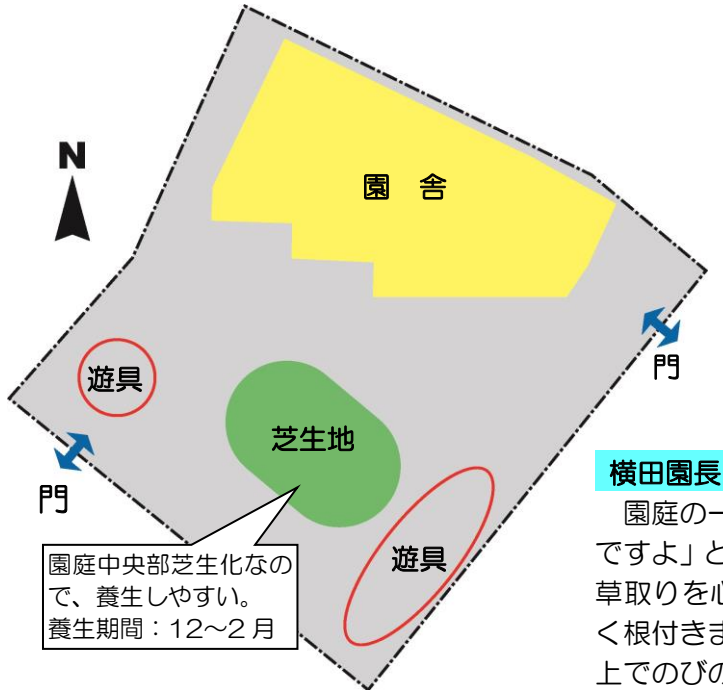 N
園 舎
門
遊具
芝生地
門
遊具
園庭中央部芝生化なの
で、養生しやすい。
養生期間:12～2月
横田園長
園庭の一
ですよ」と
草取りを心
く根付きま
上でのびの